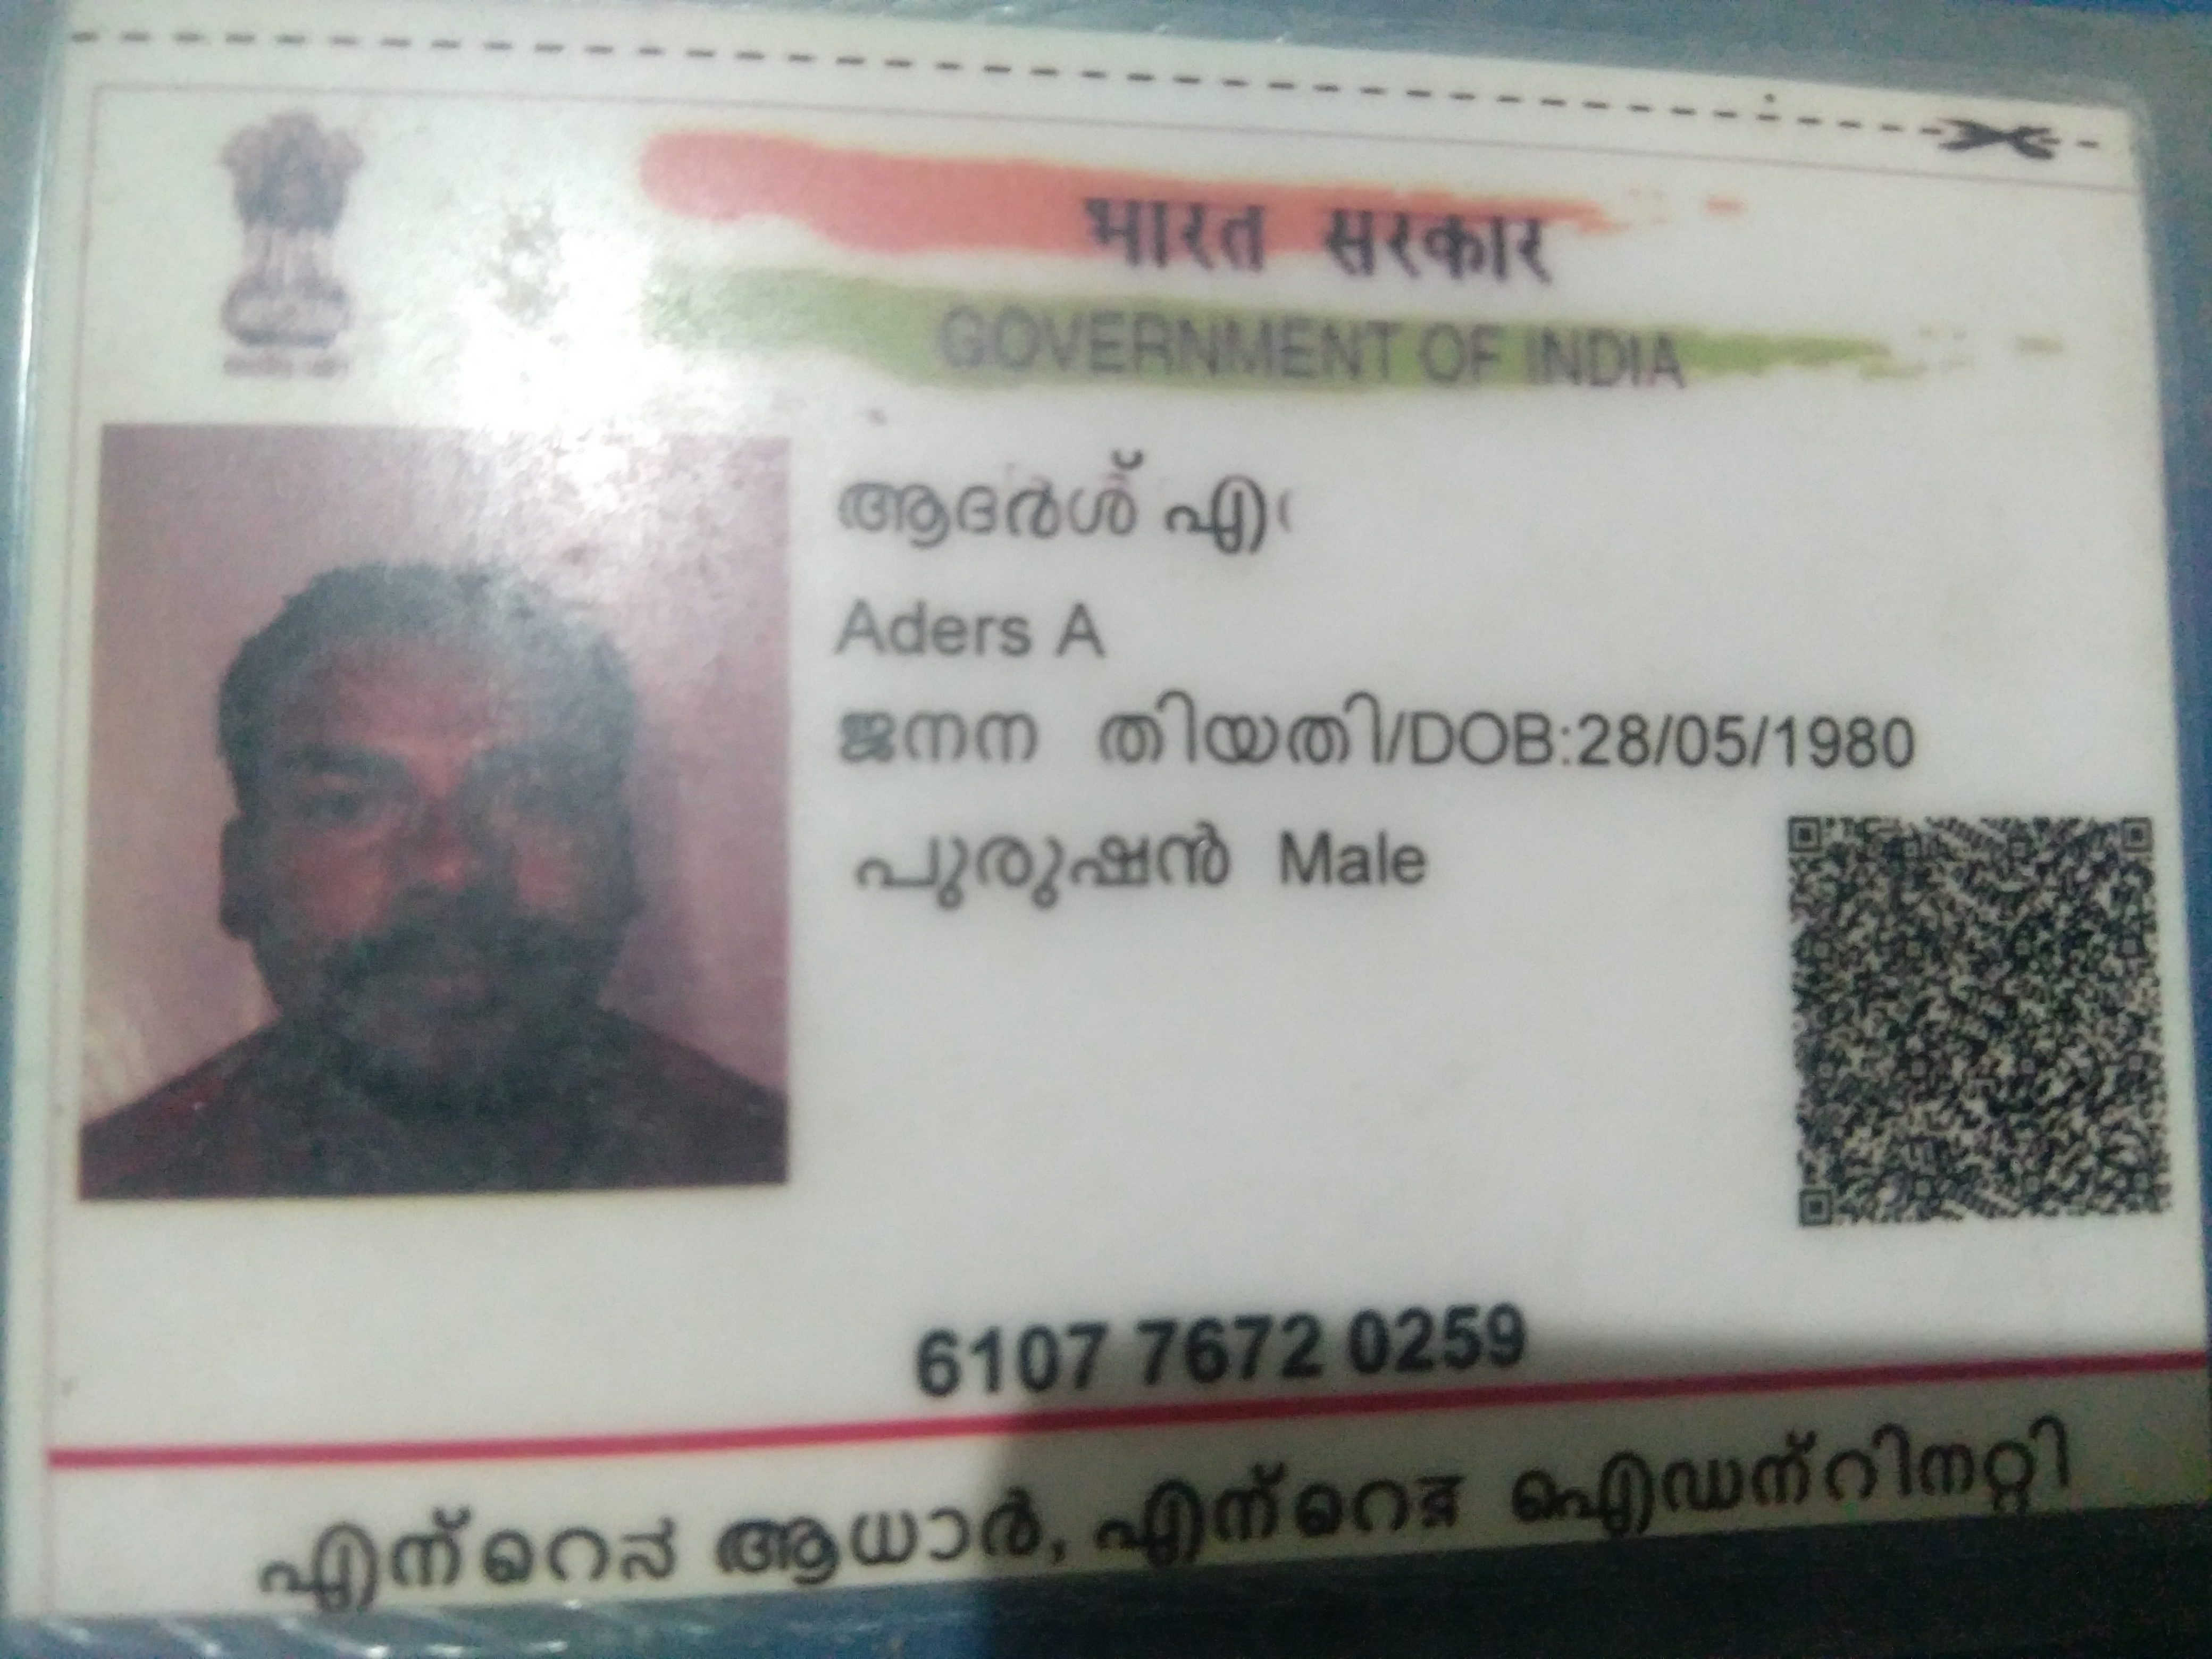 भारत सरकार
GOVERNMENT OF INDIA
ആദർശ് എ
Aders A
ജനന തിയതി/DOB:28/05/1980
പുരുഷൻ Male
6107 7672 0259
എന്റെ ആധാർ, എന്റെ ഐഡന്റിറ്റി